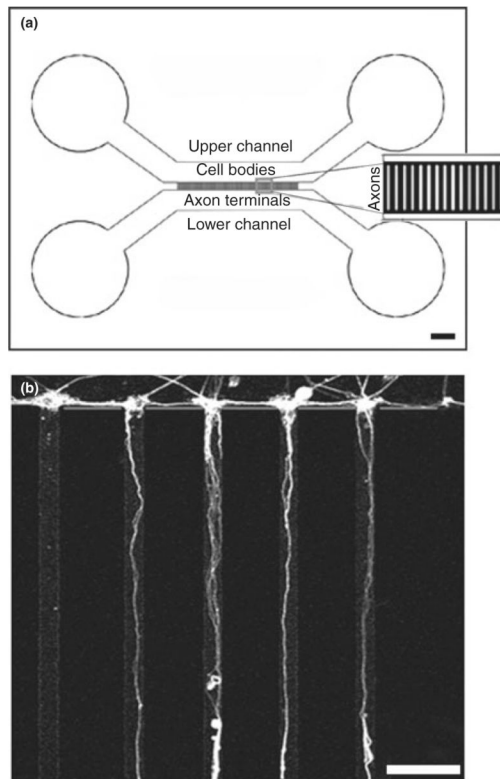 (a)
Upper channel
Cell bodies
Axons
Axon terminals
Lower channel
(b)